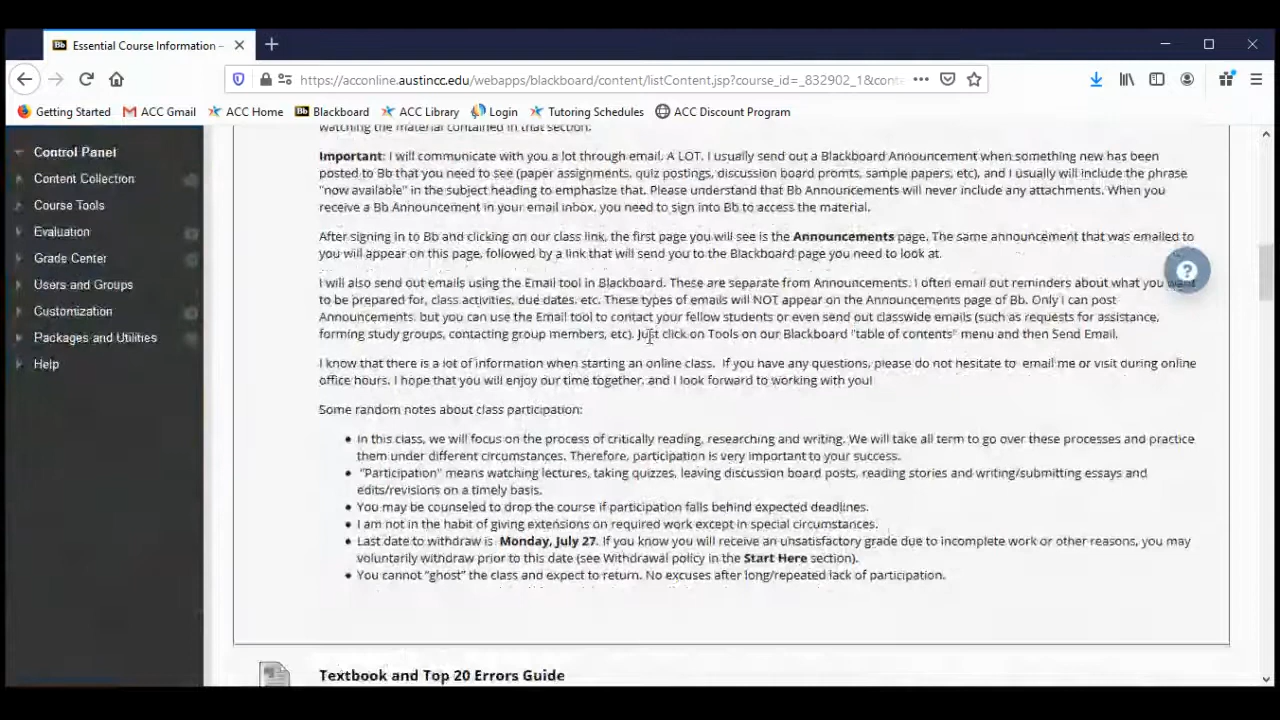 Essential Course Information –
https://acconline.austincc.edu/webapps/blackboard/content/listContent.jsp?course_id=_832902_1&cont
Getting Started ACC Gmail ACC Home Blackboard ACC Library Login Tutoring Schedules ACC Discount Program
Control Panel
Content Collection
Course Tools
Evaluation
Grade Center
Users and Groups
Customization
Packages and Utilities
Help
watching the material contained in that section.
Important: I will communicate with you a lot through email. A LOT. I usually send out a Blackboard Announcement when something new has been
posted to Bb that you need to see (paper assignments, quiz postings, discussion board promts, sample papers, etc), and I usually will include the phrase
"now available" in the subject heading to emphasize that. Please understand that Bb Announcements will never include any attachments. When you
receive a Bb Announcement in your email inbox, you need to sign into Bb to access the material.
After signing in to Bb and clicking on our class link, the first page you will see is the Announcements page. The same announcement that was emailed to
you will appear on this page, followed by a link that will send you to the Blackboard page you need to look at.
I will also send out emails using the Email tool in Blackboard. These are separate from Announcements. I often email out reminders about what you want
to be prepared for, class activities, due dates, etc. These types of emails will NOT appear on the Announcements page of Bb. Only I can post
Announcements, but you can use the Email tool to contact your fellow students or even send out classwide emails (such as requests for assistance,
forming study groups, contacting group members, etc). Just click on Tools on our Blackboard "table of contents" menu and then Send Email.
I know that there is a lot of information when starting an online class. If you have any questions, please do not hesitate to email me or visit during online
office hours. I hope that you will enjoy our time together, and I look forward to working with you!
Some random notes about class participation:
• In this class, we will focus on the process of critically reading, researching and writing. We will take all term to go over these processes and practice
them under different circumstances. Therefore, participation is very important to your success.
• "Participation" means watching lectures, taking quizzes, leaving discussion board posts, reading stories and writing/submitting essays and
edits/revisions on a timely basis.
• You may be counseled to drop the course if participation falls behind expected deadlines.
• I am not in the habit of giving extensions on required work except in special circumstances.
• Last date to withdraw is Monday, July 27. If you know you will receive an unsatisfactory grade due to incomplete work or other reasons, you may
voluntarily withdraw prior to this date (see Withdrawal policy in the Start Here section).
• You cannot "ghost" the class and expect to return. No excuses after long/repeated lack of participation.
Textbook and Top 20 Errors Guide